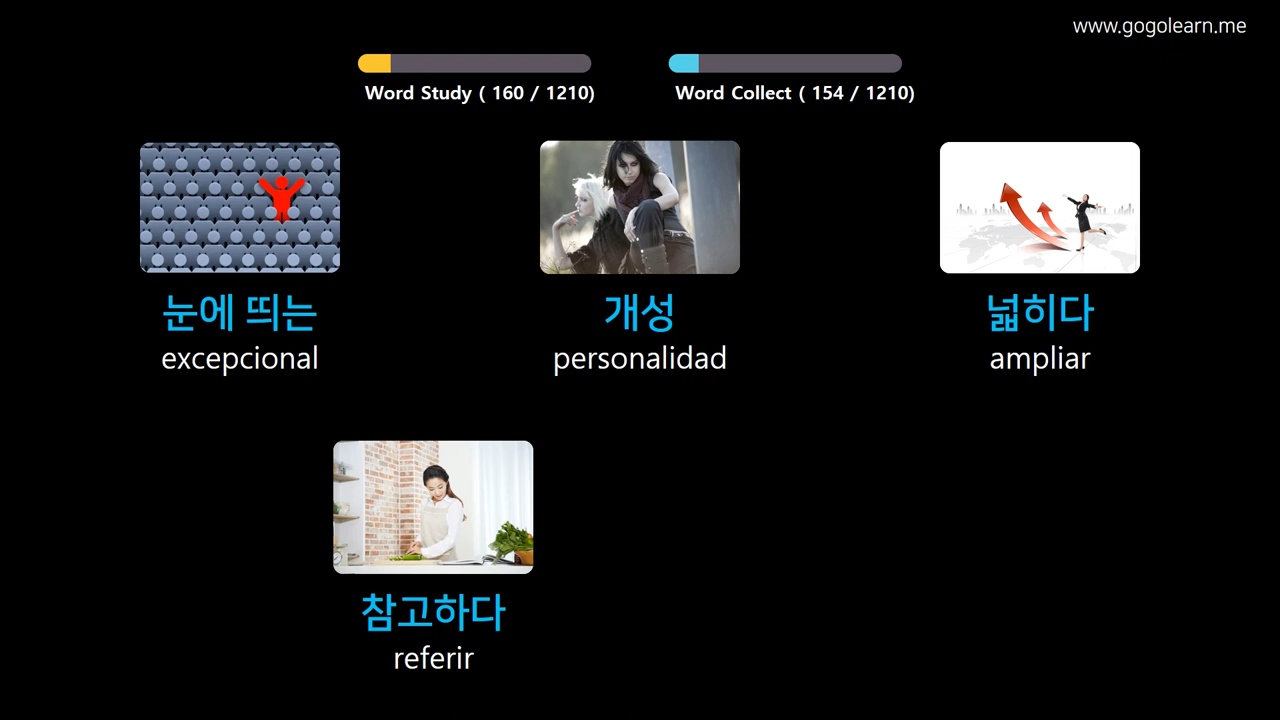 www.gogolearn.me
Word Study ( 160 / 1210)
Word Collect ( 154 / 1210)
눈에 띄는
excepcional
개성
personalidad
넓히다
ampliar
참고하다
referir